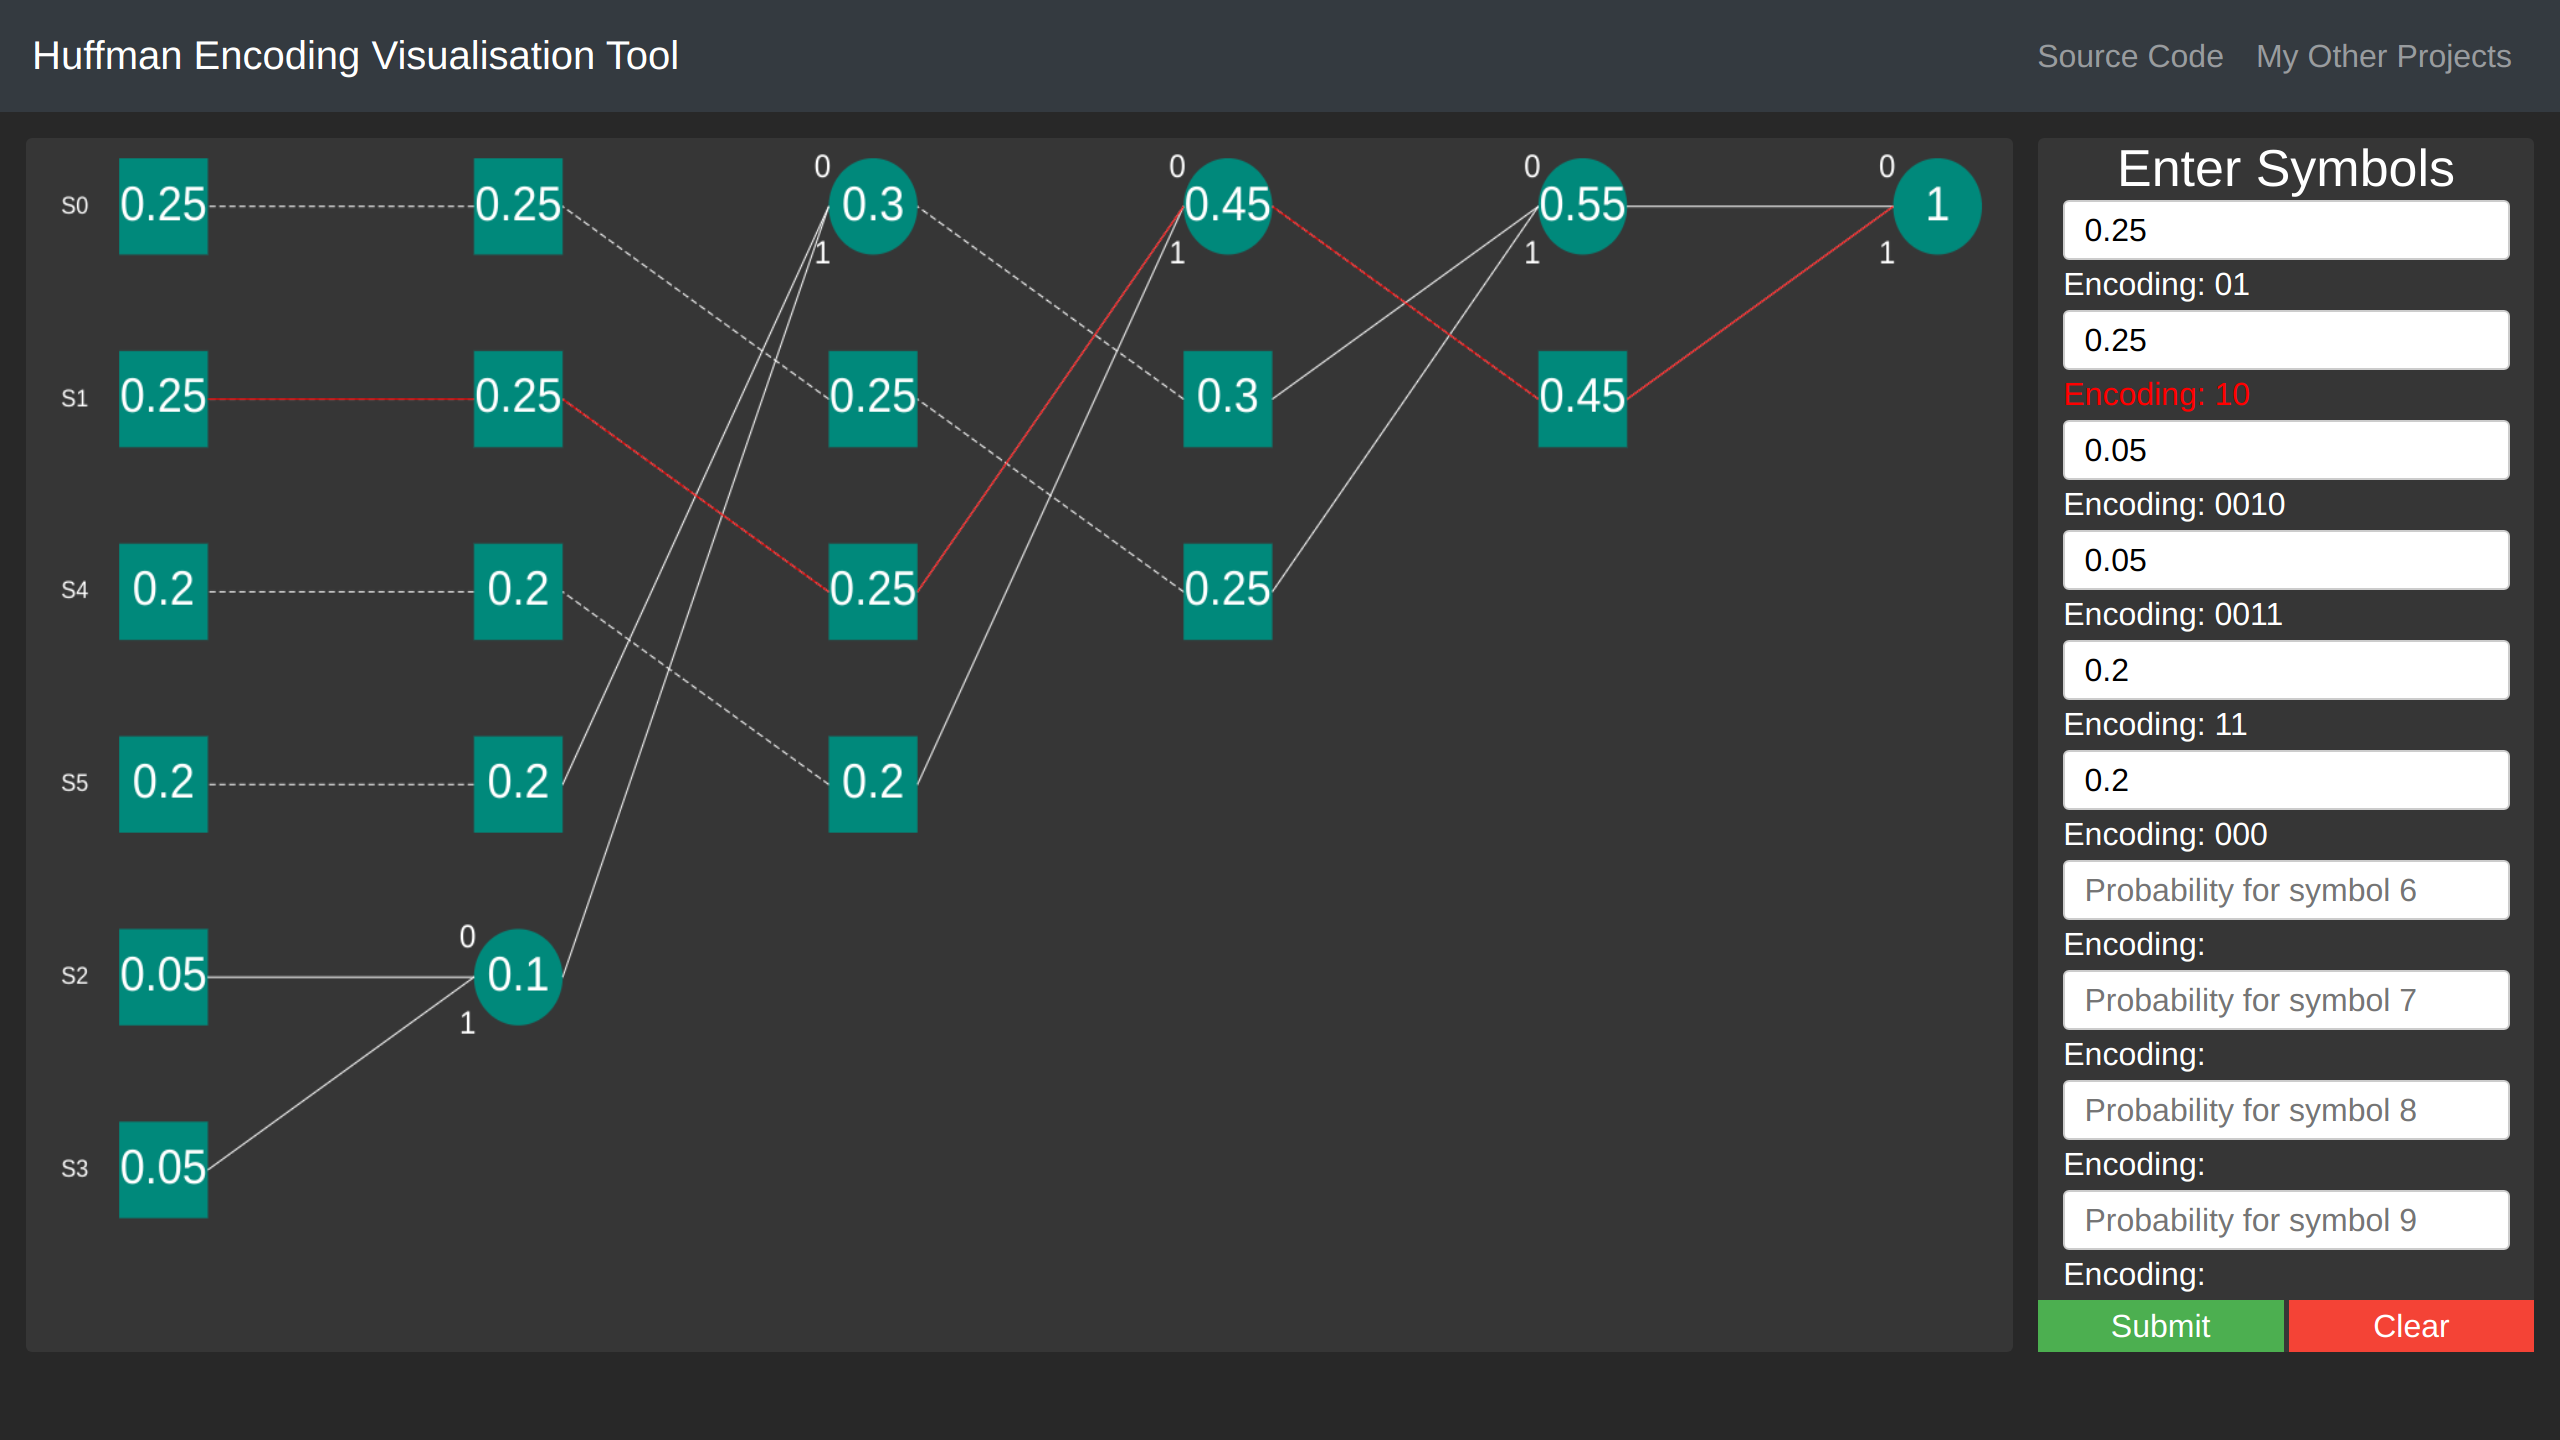 Huffman Encoding Visualisation Tool
Source Code My Other Projects
S0 0.25 0.25 0 0.3 1 0 0.45 1 0 0.55 1 0 1 1
S1 0.25 0.25 0.25 0.3 0.45
S4 0.2 0.2 0.25 0.25
S5 0.2 0.2 0.2
S2 0.05 0 0.1 1
S3 0.05
Enter Symbols
0.25
Encoding: 01
0.25
Encoding: 10
0.05
Encoding: 0010
0.05
Encoding: 0011
0.2
Encoding: 11
0.2
Encoding: 000
Probability for symbol 6
Encoding:
Probability for symbol 7
Encoding:
Probability for symbol 8
Encoding:
Probability for symbol 9
Encoding:
Submit Clear